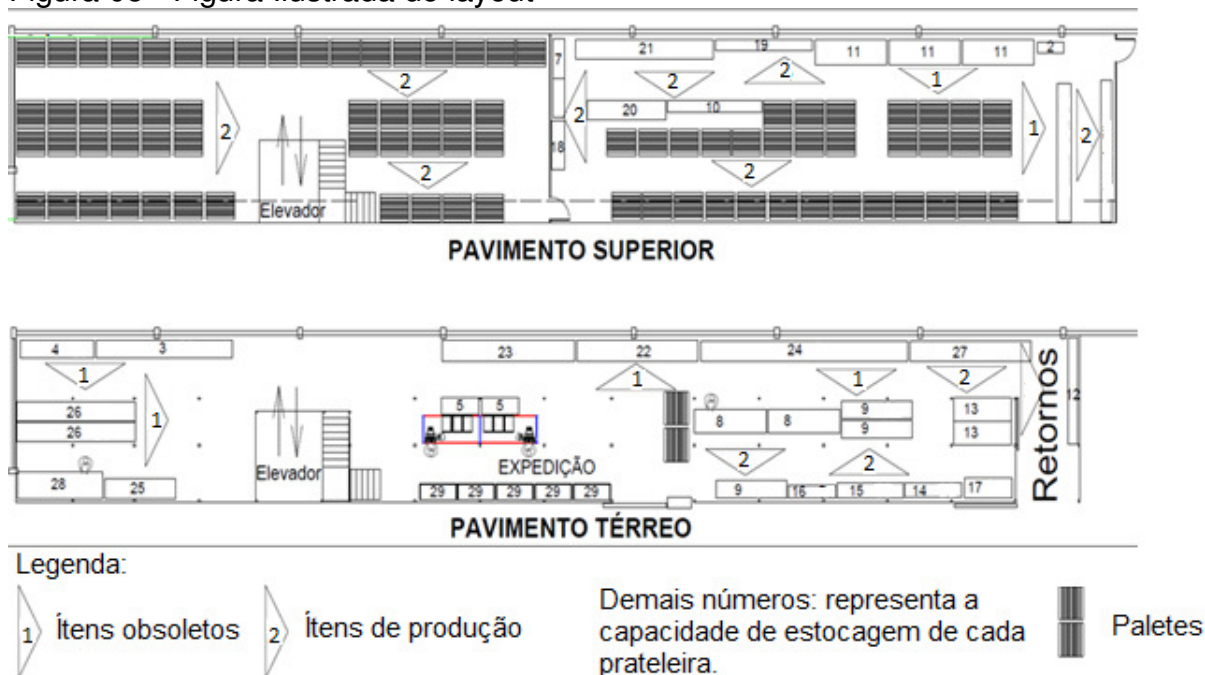 Figura 03 - Figura ilustrada do layout
7 21 19 11 11 11 2
2 2 2 1
20 10
2 2 1 2
18
2 2
Elevador
PAVIMENTO SUPERIOR
4 3 23 22 24 27
1 1 1 2
Retornos
12
26 5 5 9 13
1 8 8
26 9 13
Elevador EXPEDIÇÃO 2 2
28 25 29 29 29 29 29 9 16 15 14 17
PAVIMENTO TÉRREO
Legenda:
1 Ítens obsoletos
2 Ítens de produção
Demais números: representa a
capacidade de estocagem de cada
prateleira.
Paletes